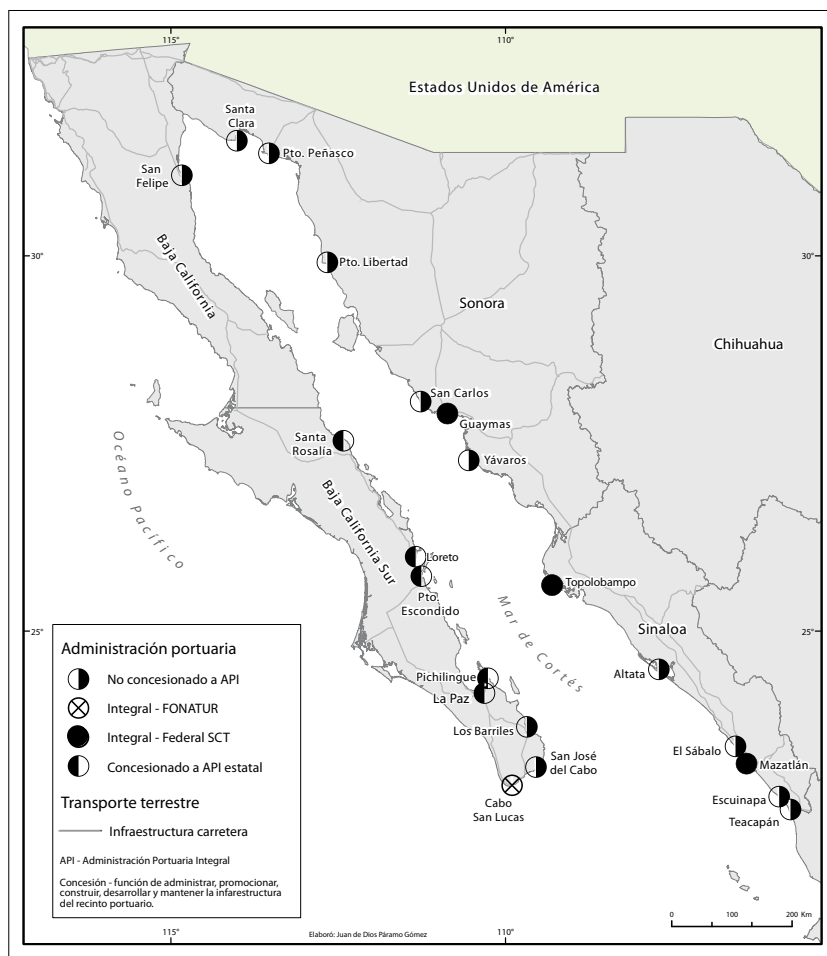 115°
110°
Estados Unidos de América
Santa
Clara
Pto. Peñasco
San
Felipe
30°
Pto. Libertad
30°
Baja California
Sonora
Chihuahua
San Carlos
Guaymas
Santa
Rosalía
Yávaros
Océano Pacífico
Baja California Sur
Loreto
Topolobampo
Pto.
Escondido
Mar de Cortés
25°
Sinaloa
25°
Altata
Pichilingue
La Paz
Los Barriles
El Sábalo
San José
del Cabo
Mazatlán
Cabo
San Lucas
Escuinapa
Teacapán
Administración portuaria
No concesionado a API
Integral - FONATUR
Integral - Federal SCT
Concesionado a API estatal
Transporte terrestre
Infraestructura carretera
API - Administración Portuaria Integral
Concesión - función de administrar, promocionar,
construir, desarrollar y mantener la infarestructura
del recinto portuario.
0 100 200 Km
Elaboró: Juan de Dios Páramo Gómez
115°
110°